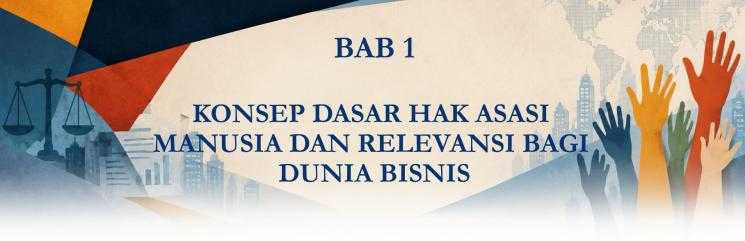 BAB 1
KONSEP DASAR HAK ASASI
MANUSIA DAN RELEVANSI BAGI
DUNIA BISNIS